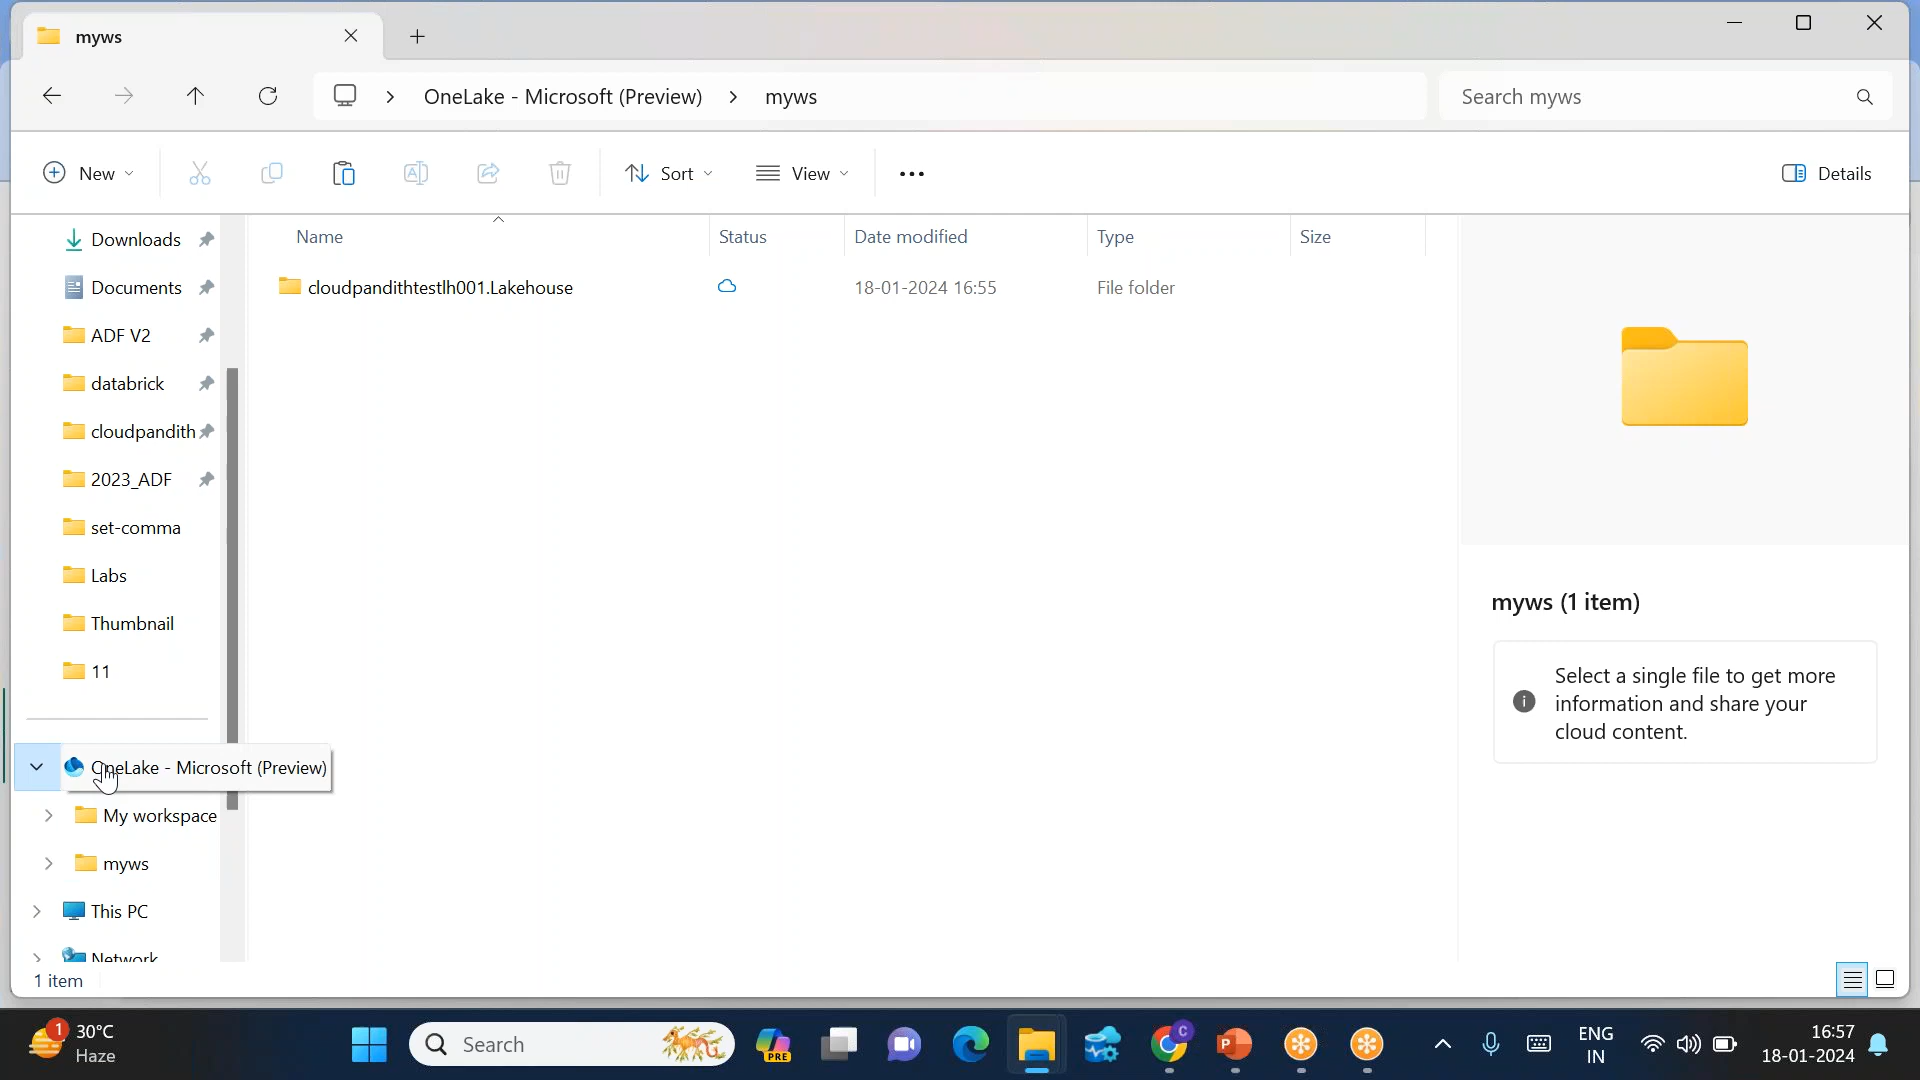 myws
OneLake - Microsoft (Preview)
myws
Search myws
New
Sort
View
Details
Downloads
Documents
ADF V2
databrick
cloudpandith
2023_ADF
set-comma
Labs
Thumbnail
11
OneLake - Microsoft (Preview)
My workspace
myws
This PC
Network
1 item
Name
Status
Date modified
Type
Size
cloudpandithtestlh001.Lakehouse
18-01-2024 16:55
File folder
myws (1 item)
Select a single file to get more
information and share your
cloud content.
1
30°C
Haze
Search
PRE
C
P
ENG
IN
16:57
18-01-2024